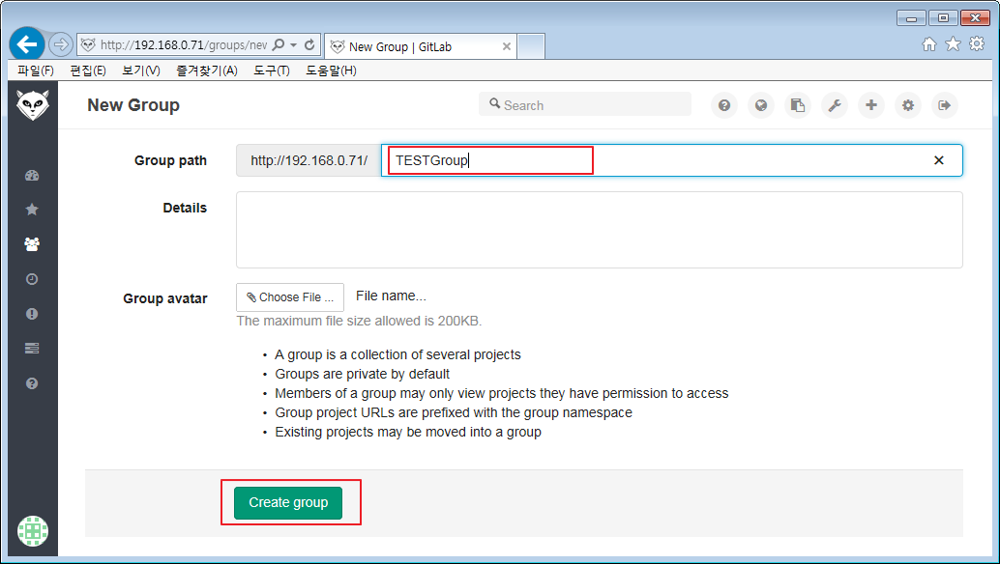 http://192.168.0.71/groups/new
New Group | GitLab
파일(F) 편집(E) 보기(V) 즐겨찾기(A) 도구(T) 도움말(H)
New Group
Search
Group path
http://192.168.0.71/
TESTGroup
Details
Group avatar
Choose File ...
File name...
The maximum file size allowed is 200KB.
• A group is a collection of several projects
• Groups are private by default
• Members of a group may only view projects they have permission to access
• Group project URLs are prefixed with the group namespace
• Existing projects may be moved into a group
Create group